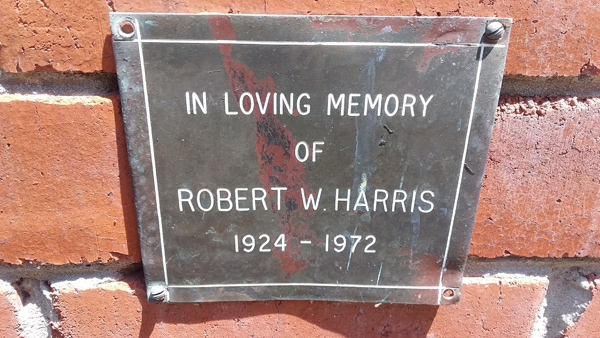 IN LOVING MEMORY
OF
ROBERT W. HARRIS
1924 - 1972